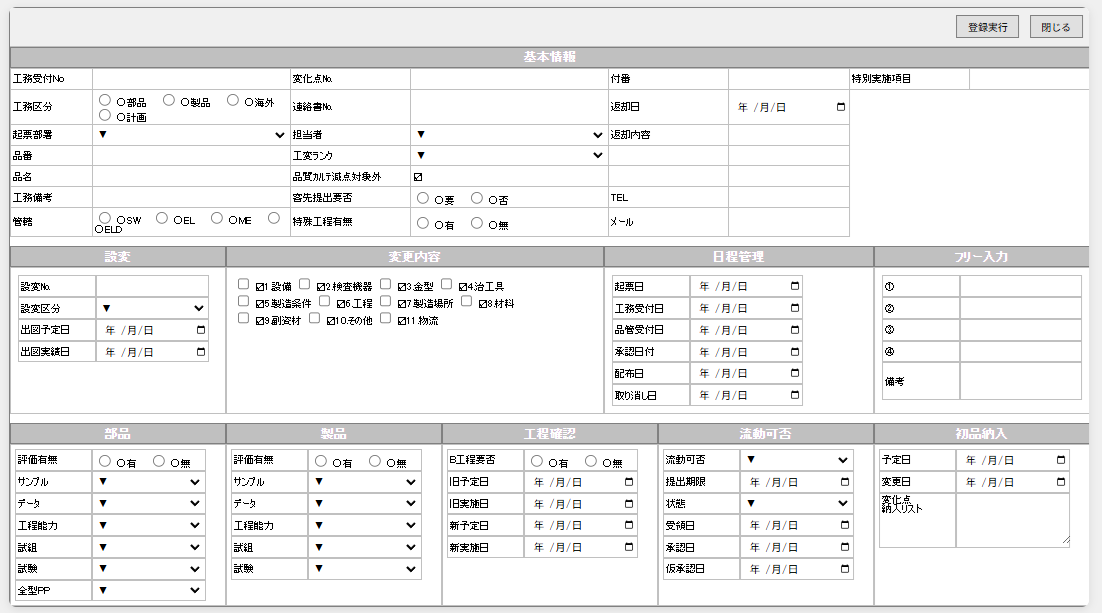 登録実行 閉じる
基本情報
工務受付No 変化点No. 付番 特別実施項目
工務区分 ○部品 ○製品 ○海外 連絡書No. 返却日 年 /月/日
○計画
起票部署 ▼ 担当者 ▼ 返却内容
品番 工変ランク ▼
品名 品質カルテ減点対象外 ☑
工務備考 客先提出要否 ○要 ○否 TEL
管轄 ○SW ○EL ○ME 特殊工程有無 ○有 ○無 メール
○ELD
設変 変更内容 日程管理 フリー入力
設変No. ☑1.設備 ☑2.検査機器 ☑3.金型 ☑4.治工具 起票日 年 /月/日 ①
設変区分 ▼ ☑5.製造条件 ☑6.工程 ☑7.製造場所 ☑8.材料 工務受付日 年 /月/日 ②
出図予定日 年 /月/日 ☑9.副資材 ☑10.その他 ☑11.物流 品管受付日 年 /月/日 ③
出図実績日 年 /月/日 承認日付 年 /月/日 ④
配布日 年 /月/日 備考
取り消し日 年 /月/日
部品 製品 工程確認 流動可否 初品納入
評価有無 ○有 ○無 評価有無 ○有 ○無 B工程要否 ○有 ○無 流動可否 ▼ 予定日 年 /月/日
サンプル ▼ サンプル ▼ 旧予定日 年 /月/日 提出期限 年 /月/日 変更日 年 /月/日
データ ▼ データ ▼ 旧実施日 年 /月/日 状態 ▼ 変化点
納入リスト
工程能力 ▼ 工程能力 ▼ 新予定日 年 /月/日 受領日 年 /月/日
試組 ▼ 試組 ▼ 新実施日 年 /月/日 承認日 年 /月/日
試験 ▼ 試験 ▼ 仮承認日 年 /月/日
全型PP ▼